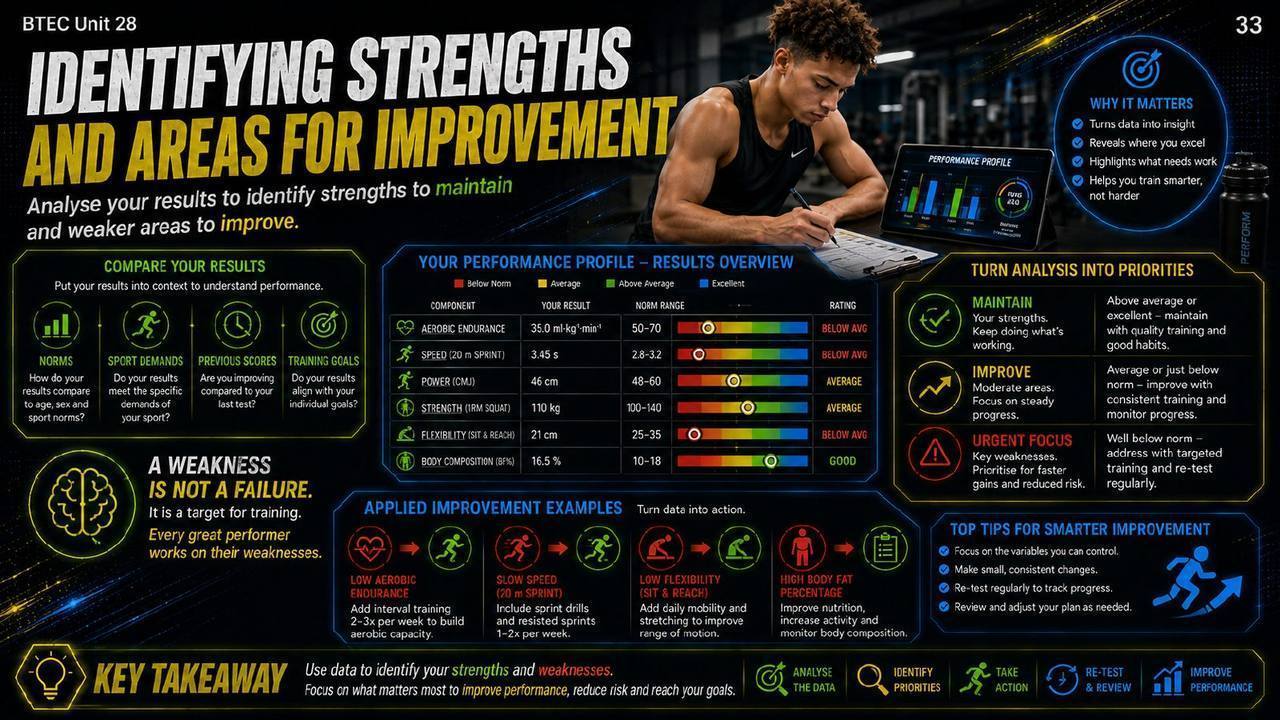 BTEC Unit 28
33
IDENTIFYING STRENGTHS
AND AREAS FOR IMPROVEMENT
Analyse your results to identify strengths to maintain
and weaker areas to improve.
PERFORMANCE PROFILE
PERFORM
WHY IT MATTERS
Turns data into insight
Reveals where you excel
Highlights what needs work
Helps you train smarter,
not harder
COMPARE YOUR RESULTS
Put your results into context to understand performance.
NORMS
How do your
results compare
to age, sex and
sport norms?
SPORT DEMANDS
Do your results
meet the specific
demands of
your sport?
PREVIOUS SCORES
Are you improving
compared to your
last test?
TRAINING GOALS
Do your results
align with your
individual goals?
YOUR PERFORMANCE PROFILE – RESULTS OVERVIEW
Below Norm Average Above Average Excellent
COMPONENT YOUR RESULT NORM RANGE RATING
AEROBIC ENDURANCE 35.0 ml·kg¹·min¹ 50–70 BELOW AVG
SPEED (20 m SPRINT) 3.45 s 2.8–3.2 BELOW AVG
POWER (CMJ) 46 cm 48–60 AVERAGE
STRENGTH (1RM SQUAT) 110 kg 100–140 AVERAGE
FLEXIBILITY (SIT & REACH) 21 cm 25–35 BELOW AVG
BODY COMPOSITION (BF%) 16.5 % 10–18 GOOD
TURN ANALYSIS INTO PRIORITIES
MAINTAIN
Your strengths.
Keep doing what's
working.
Above average or
excellent – maintain
with quality training and
good habits.
IMPROVE
Moderate areas.
Focus on steady
progress.
Average or just below
norm – improve with
consistent training and
monitor progress.
URGENT FOCUS
Key weaknesses.
Prioritise for faster
gains and reduced risk.
Well below norm –
address with targeted
training and re-test
regularly.
A WEAKNESS
IS NOT A FAILURE.
It is a target for training.
Every great performer
works on their weaknesses.
APPLIED IMPROVEMENT EXAMPLES Turn data into action.
LOW AEROBIC
ENDURANCE
Add interval training
2–3x per week to build
aerobic capacity.
SLOW SPEED
(20 m SPRINT)
Include sprint drills
and resisted sprints
1–2x per week.
LOW FLEXIBILITY
(SIT & REACH)
Add daily mobility and
stretching to improve
range of motion.
HIGH BODY FAT
PERCENTAGE
Improve nutrition,
increase activity and
monitor body composition.
TOP TIPS FOR SMARTER IMPROVEMENT
Focus on the variables you can control.
Make small, consistent changes.
Re-test regularly to track progress.
Review and adjust your plan as needed.
KEY TAKEAWAY
Use data to identify your strengths and weaknesses.
Focus on what matters most to improve performance, reduce risk and reach your goals.
ANALYSE
THE DATA
IDENTIFY
PRIORITIES
TAKE
ACTION
RE-TEST
& REVIEW
IMPROVE
PERFORMANCE